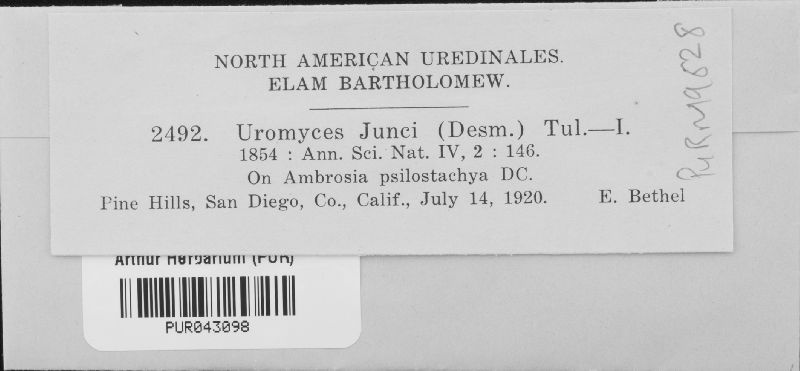 NORTH AMERICAN UREDINALES.
ELAM BARTHOLOMEW.
2492. Uromyces Junci (Desm.) Tul.—I.
1854 : Ann. Sci. Nat. IV, 2 : 146.
On Ambrosia psilostachya DC.
Pine Hills, San Diego, Co., Calif., July 14, 1920. E. Bethel
PURM9628
Arthur Herbarium (PUR)
PUR043098